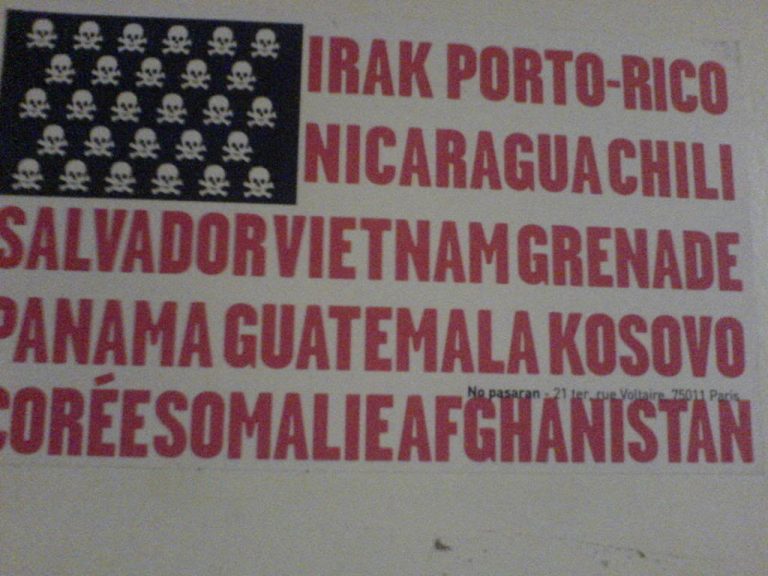 IRAK PORTO-RICO
NICARAGUA CHILI
SALVADOR VIETNAM GRENADE
PANAMA GUATEMALA KOSOVO
No pasaran - 21 ter, rue Voltaire, 75011 Paris
CORÉE SOMALIE AFGHANISTAN